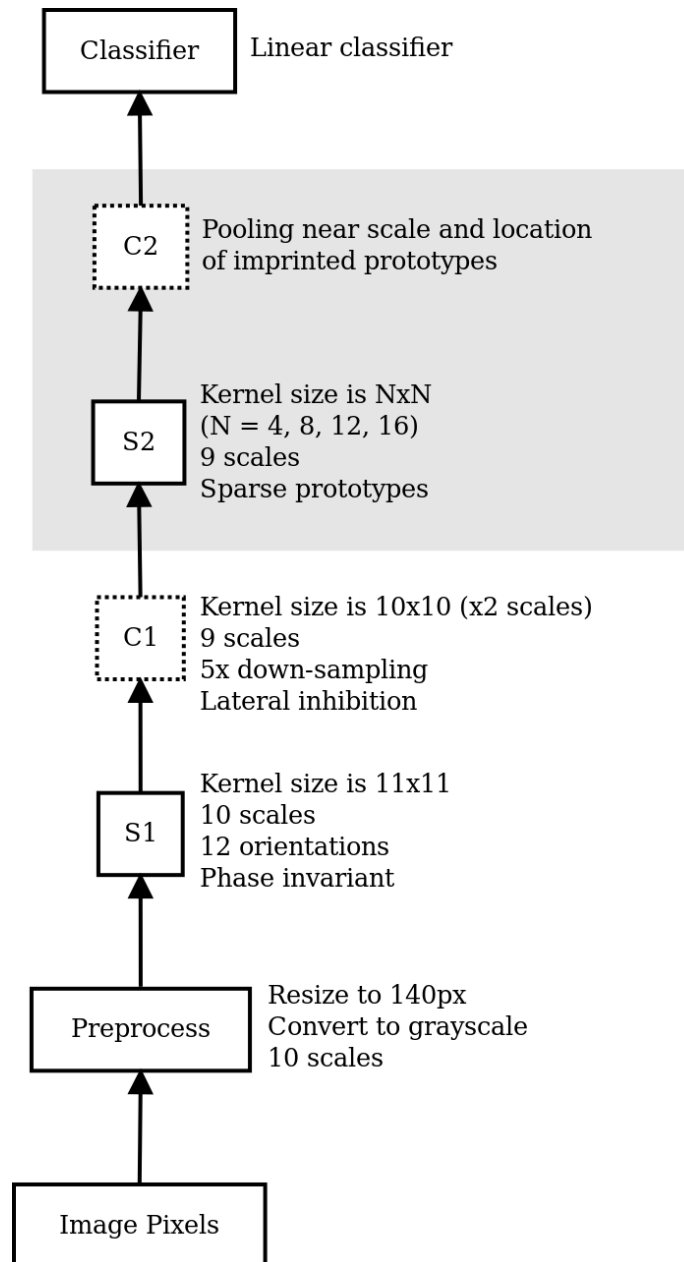 Classifier
Linear classifier
C2
Pooling near scale and location
of imprinted prototypes
S2
Kernel size is NxN
(N = 4, 8, 12, 16)
9 scales
Sparse prototypes
C1
Kernel size is 10x10 (x2 scales)
9 scales
5x down-sampling
Lateral inhibition
S1
Kernel size is 11x11
10 scales
12 orientations
Phase invariant
Preprocess
Resize to 140px
Convert to grayscale
10 scales
Image Pixels